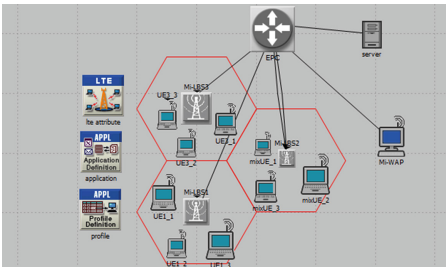 EPC
server
LTE
lte attribute
UE3_3
Mi-LBS3
UE3_1
UE3_2
APPL
Application
Definition
application
Mi-LBS2
mixUE_1
Mi-WAP
APPL
Profile
Definition
profile
UE1_1
Mi-LBS1
mixUE_3
mixUE_2
UE1_2
UE1_3